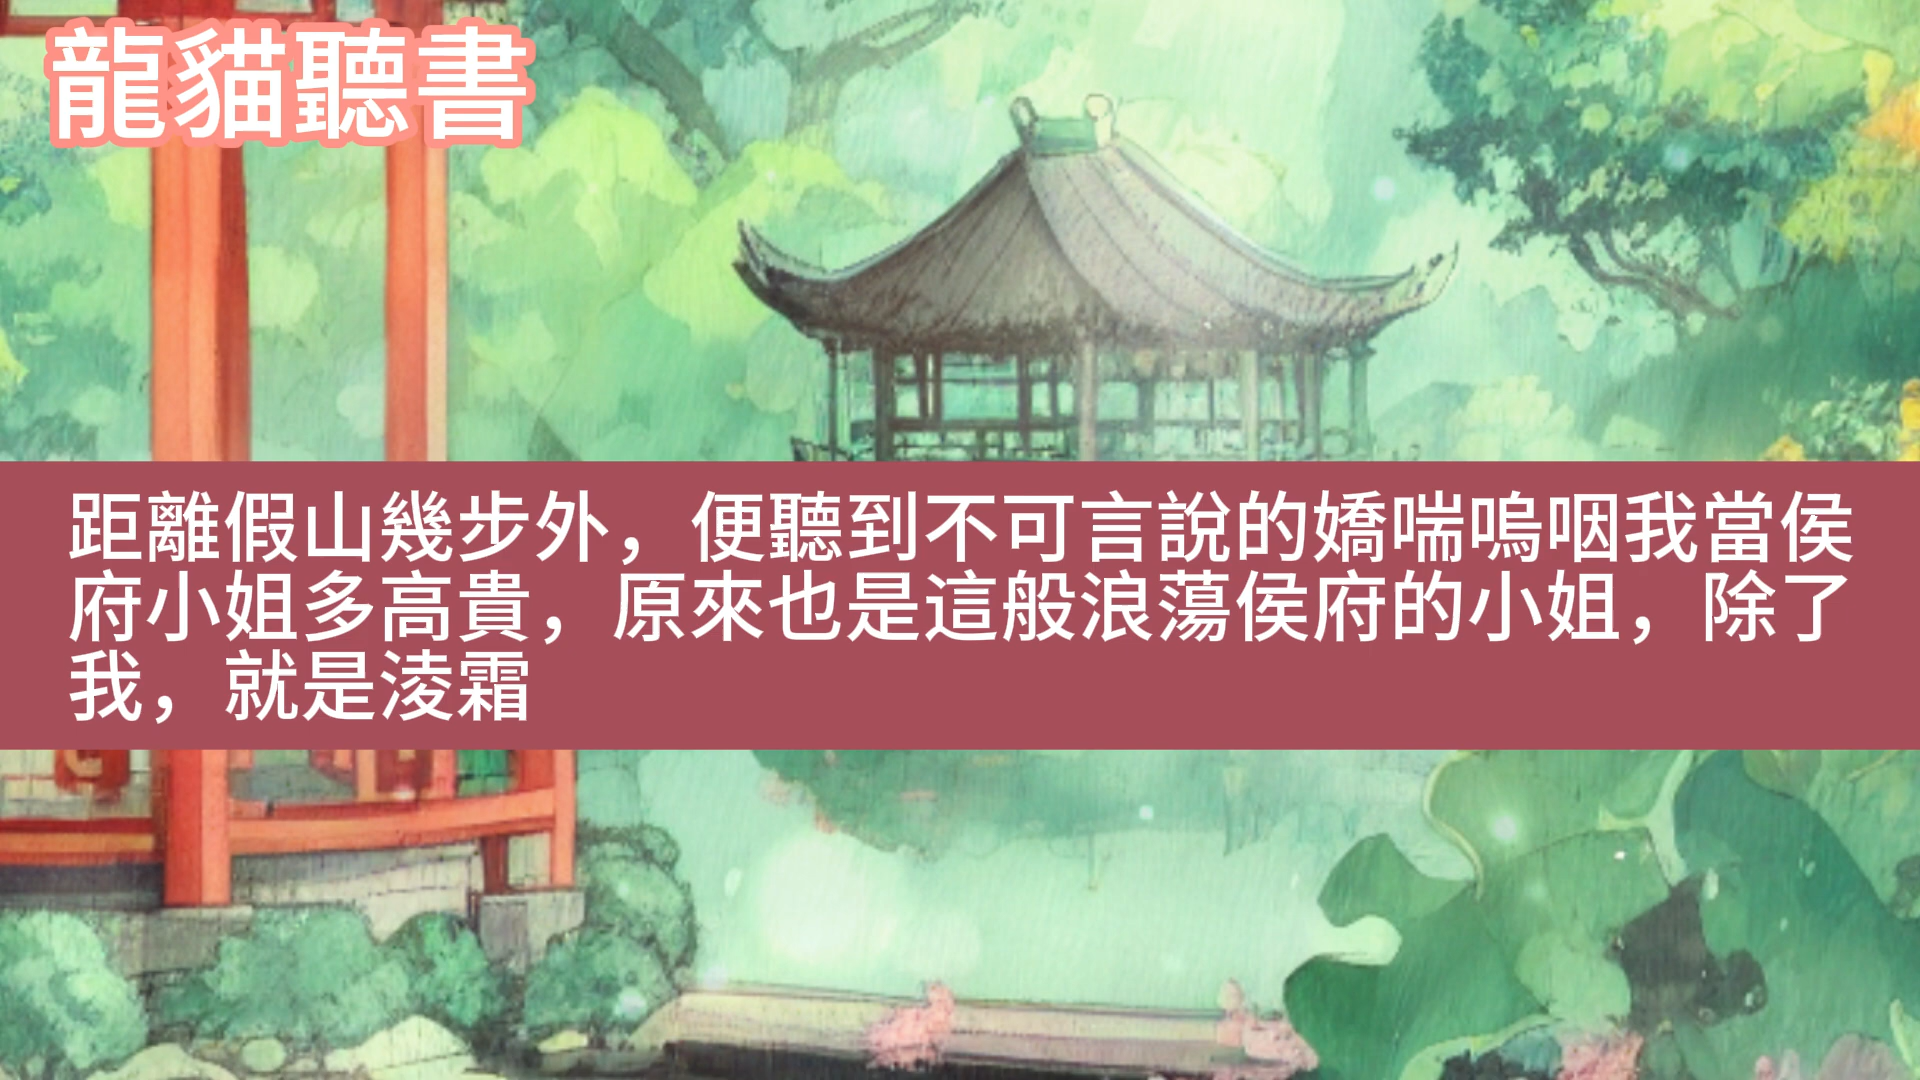 龍貓聽書
距離假山幾步外，便聽到不可言說的嬌喘嗚咽我當侯
府小姐多高貴，原來也是這般浪蕩侯府的小姐，除了
我，就是淩霜